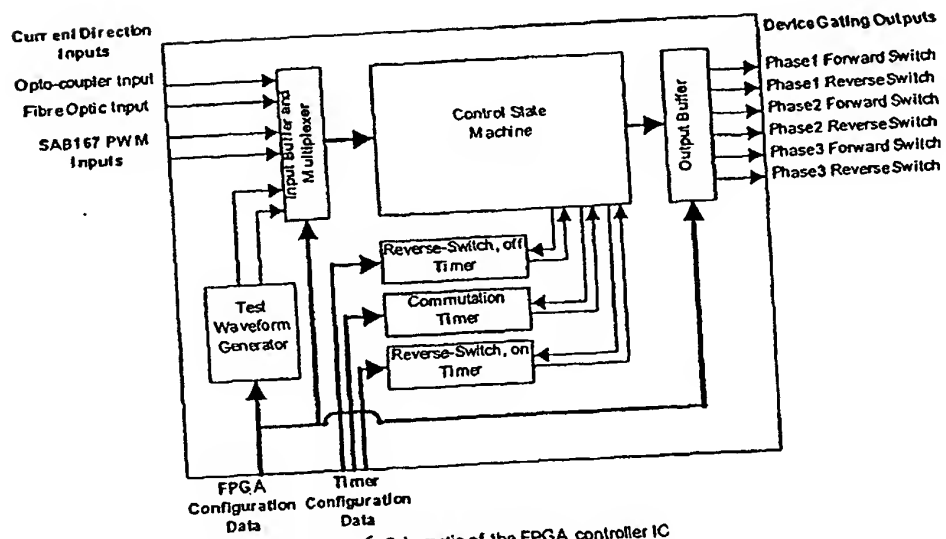 Current Direction
Inputs
Opto-coupler Input
Fibre Optic Input
SAB167 PWM
Inputs
Input Buffer and
Multiplexer
Control State
Machine
Output Buffer
Device Gating Outputs
Phase1 Forward Switch
Phase1 Reverse Switch
Phase2 Forward Switch
Phase2 Reverse Switch
Phase3 Forward Switch
Phase3 Reverse Switch
Reverse-Switch, off
Timer
Commutation
Timer
Reverse-Switch, on
Timer
Test
Waveform
Generator
FPGA
Configuration
Data
Timer
Configuration
Data
Schematic of the FPGA controller IC